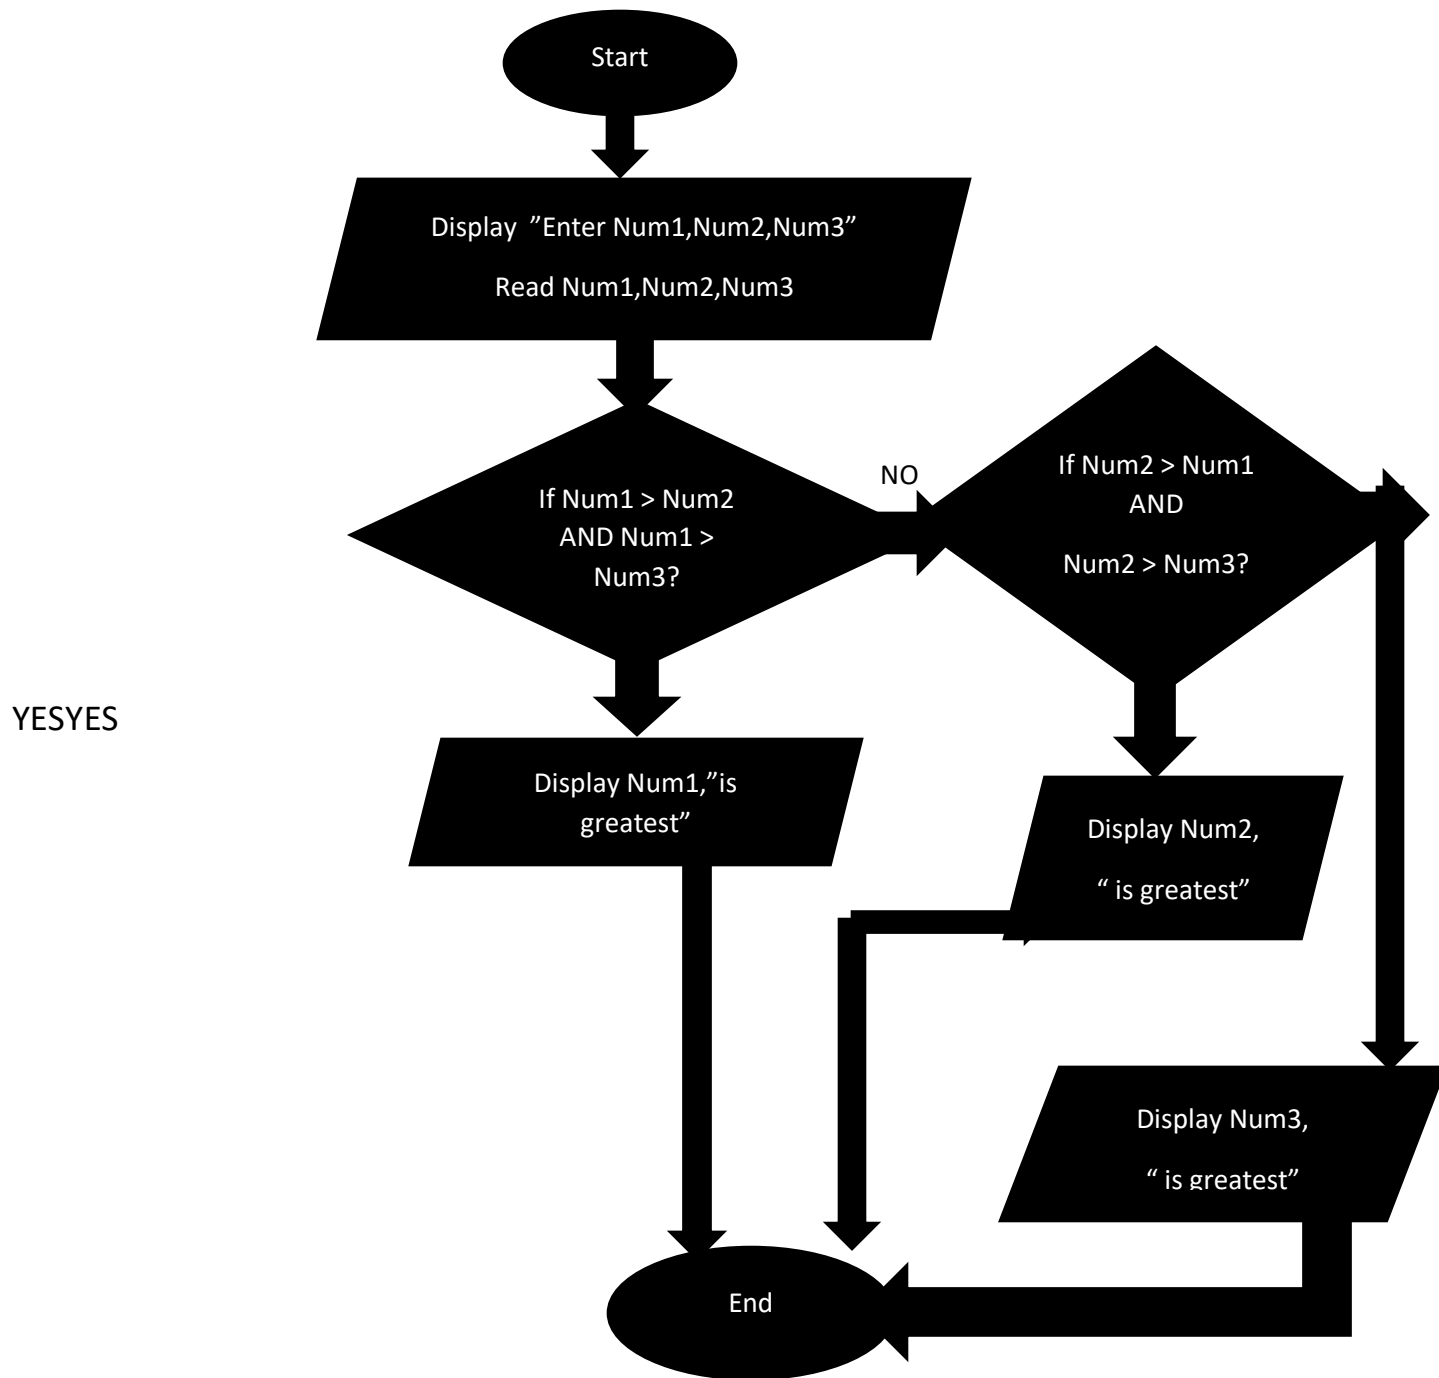 Start
Display  ”Enter Num1,Num2,Num3”
Read Num1,Num2,Num3
If Num1 > Num2
AND Num1 >
Num3?
NO
If Num2 > Num1
AND
Num2 > Num3?
YESYES
Display Num1,”is
greatest”
Display Num2,
“ is greatest”
Display Num3,
“ is greatest”
End